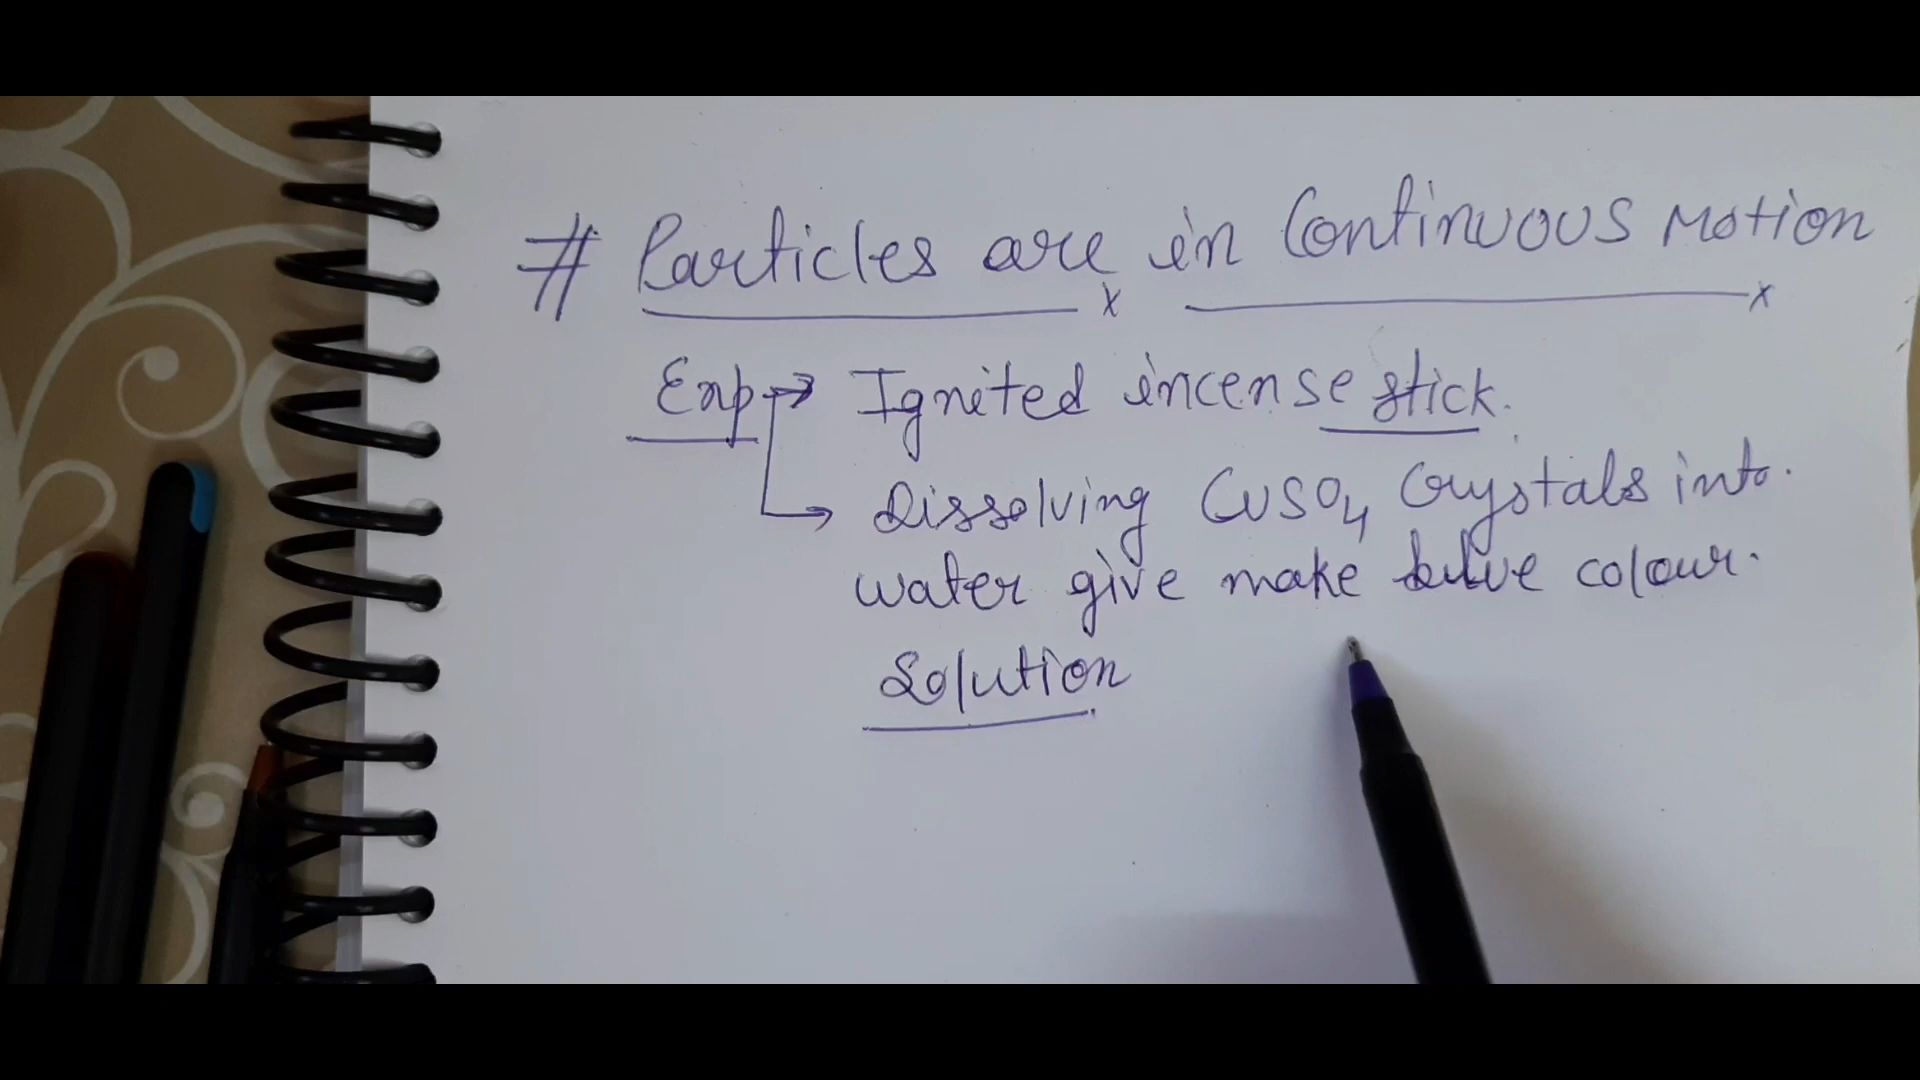 # Particles are in Continuous Motion
Exp → Ignited incense stick.
→ Dissolving CuSO4 Crystals into.
water give make blue colour.
Solution